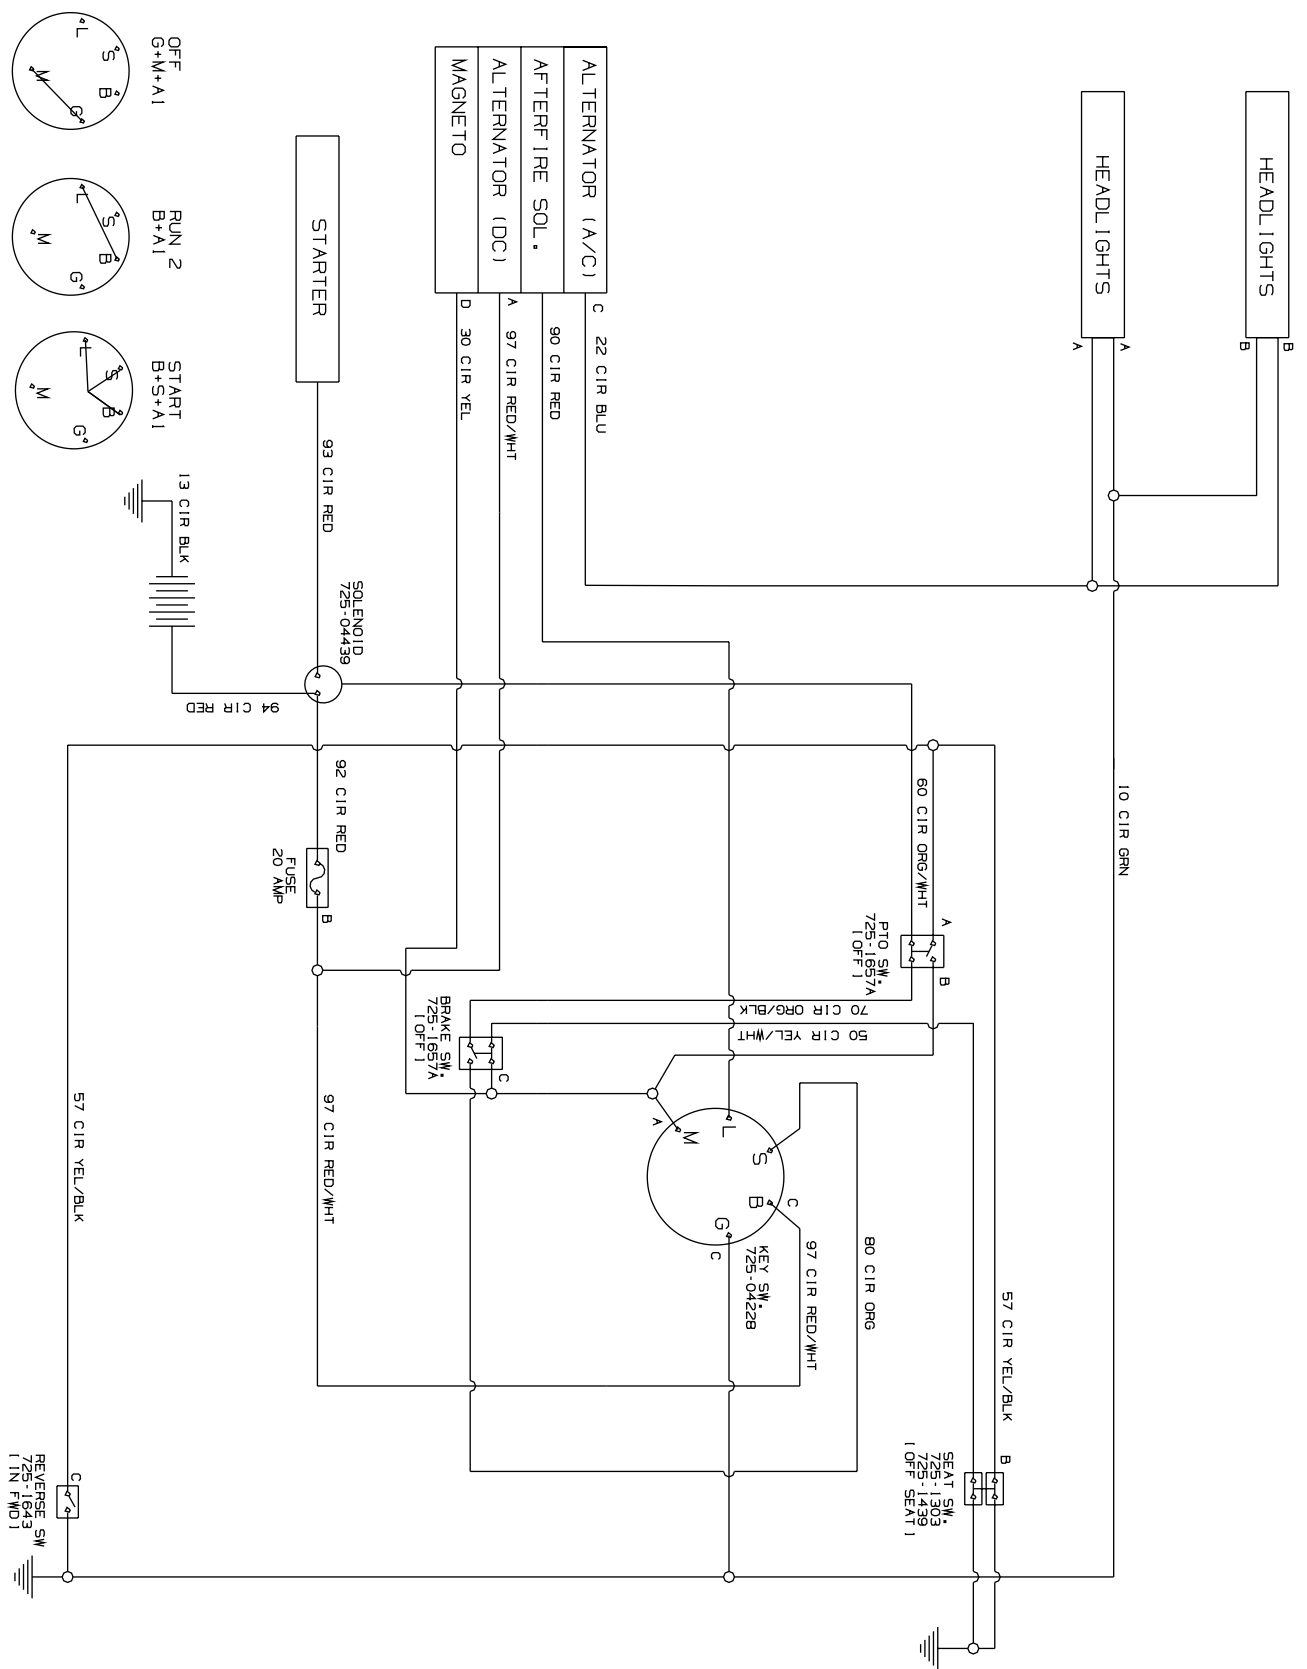 HEADLIGHTS
B
B
HEADLIGHTS
A
A
10 CIR GRN
57 CIR YEL/BLK
B
SEAT SW.
725-1303
725-1439
[OFF SEAT]
60 CIR ORG/WHT
A
B
PTO SW.
725-1657A
[OFF]
70 CIR ORG/BLK
50 CIR YEL/WHT
80 CIR ORG
97 CIR RED/WHT
C
S
B
L
G
M
A
C
KEY SW.
725-04228
ALTERNATOR (A/C)
C
22 CIR BLU
AFTERFIRE SOL.
90 CIR RED
ALTERNATOR (DC)
A
97 CIR RED/WHT
MAGNETO
D
30 CIR YEL
C
BRAKE SW.
725-1657A
[OFF]
STARTER
93 CIR RED
SOLENOID
725-04439
92 CIR RED
B
FUSE
20 AMP
97 CIR RED/WHT
94 CIR RED
13 CIR BLK
57 CIR YEL/BLK
C
REVERSE SW
725-1643
[IN FWD]
OFF
G+M+A1
L
S
B
M
G
RUN 2
B+A1
L
S
B
M
G
START
B+S+A1
L
S
B
M
G